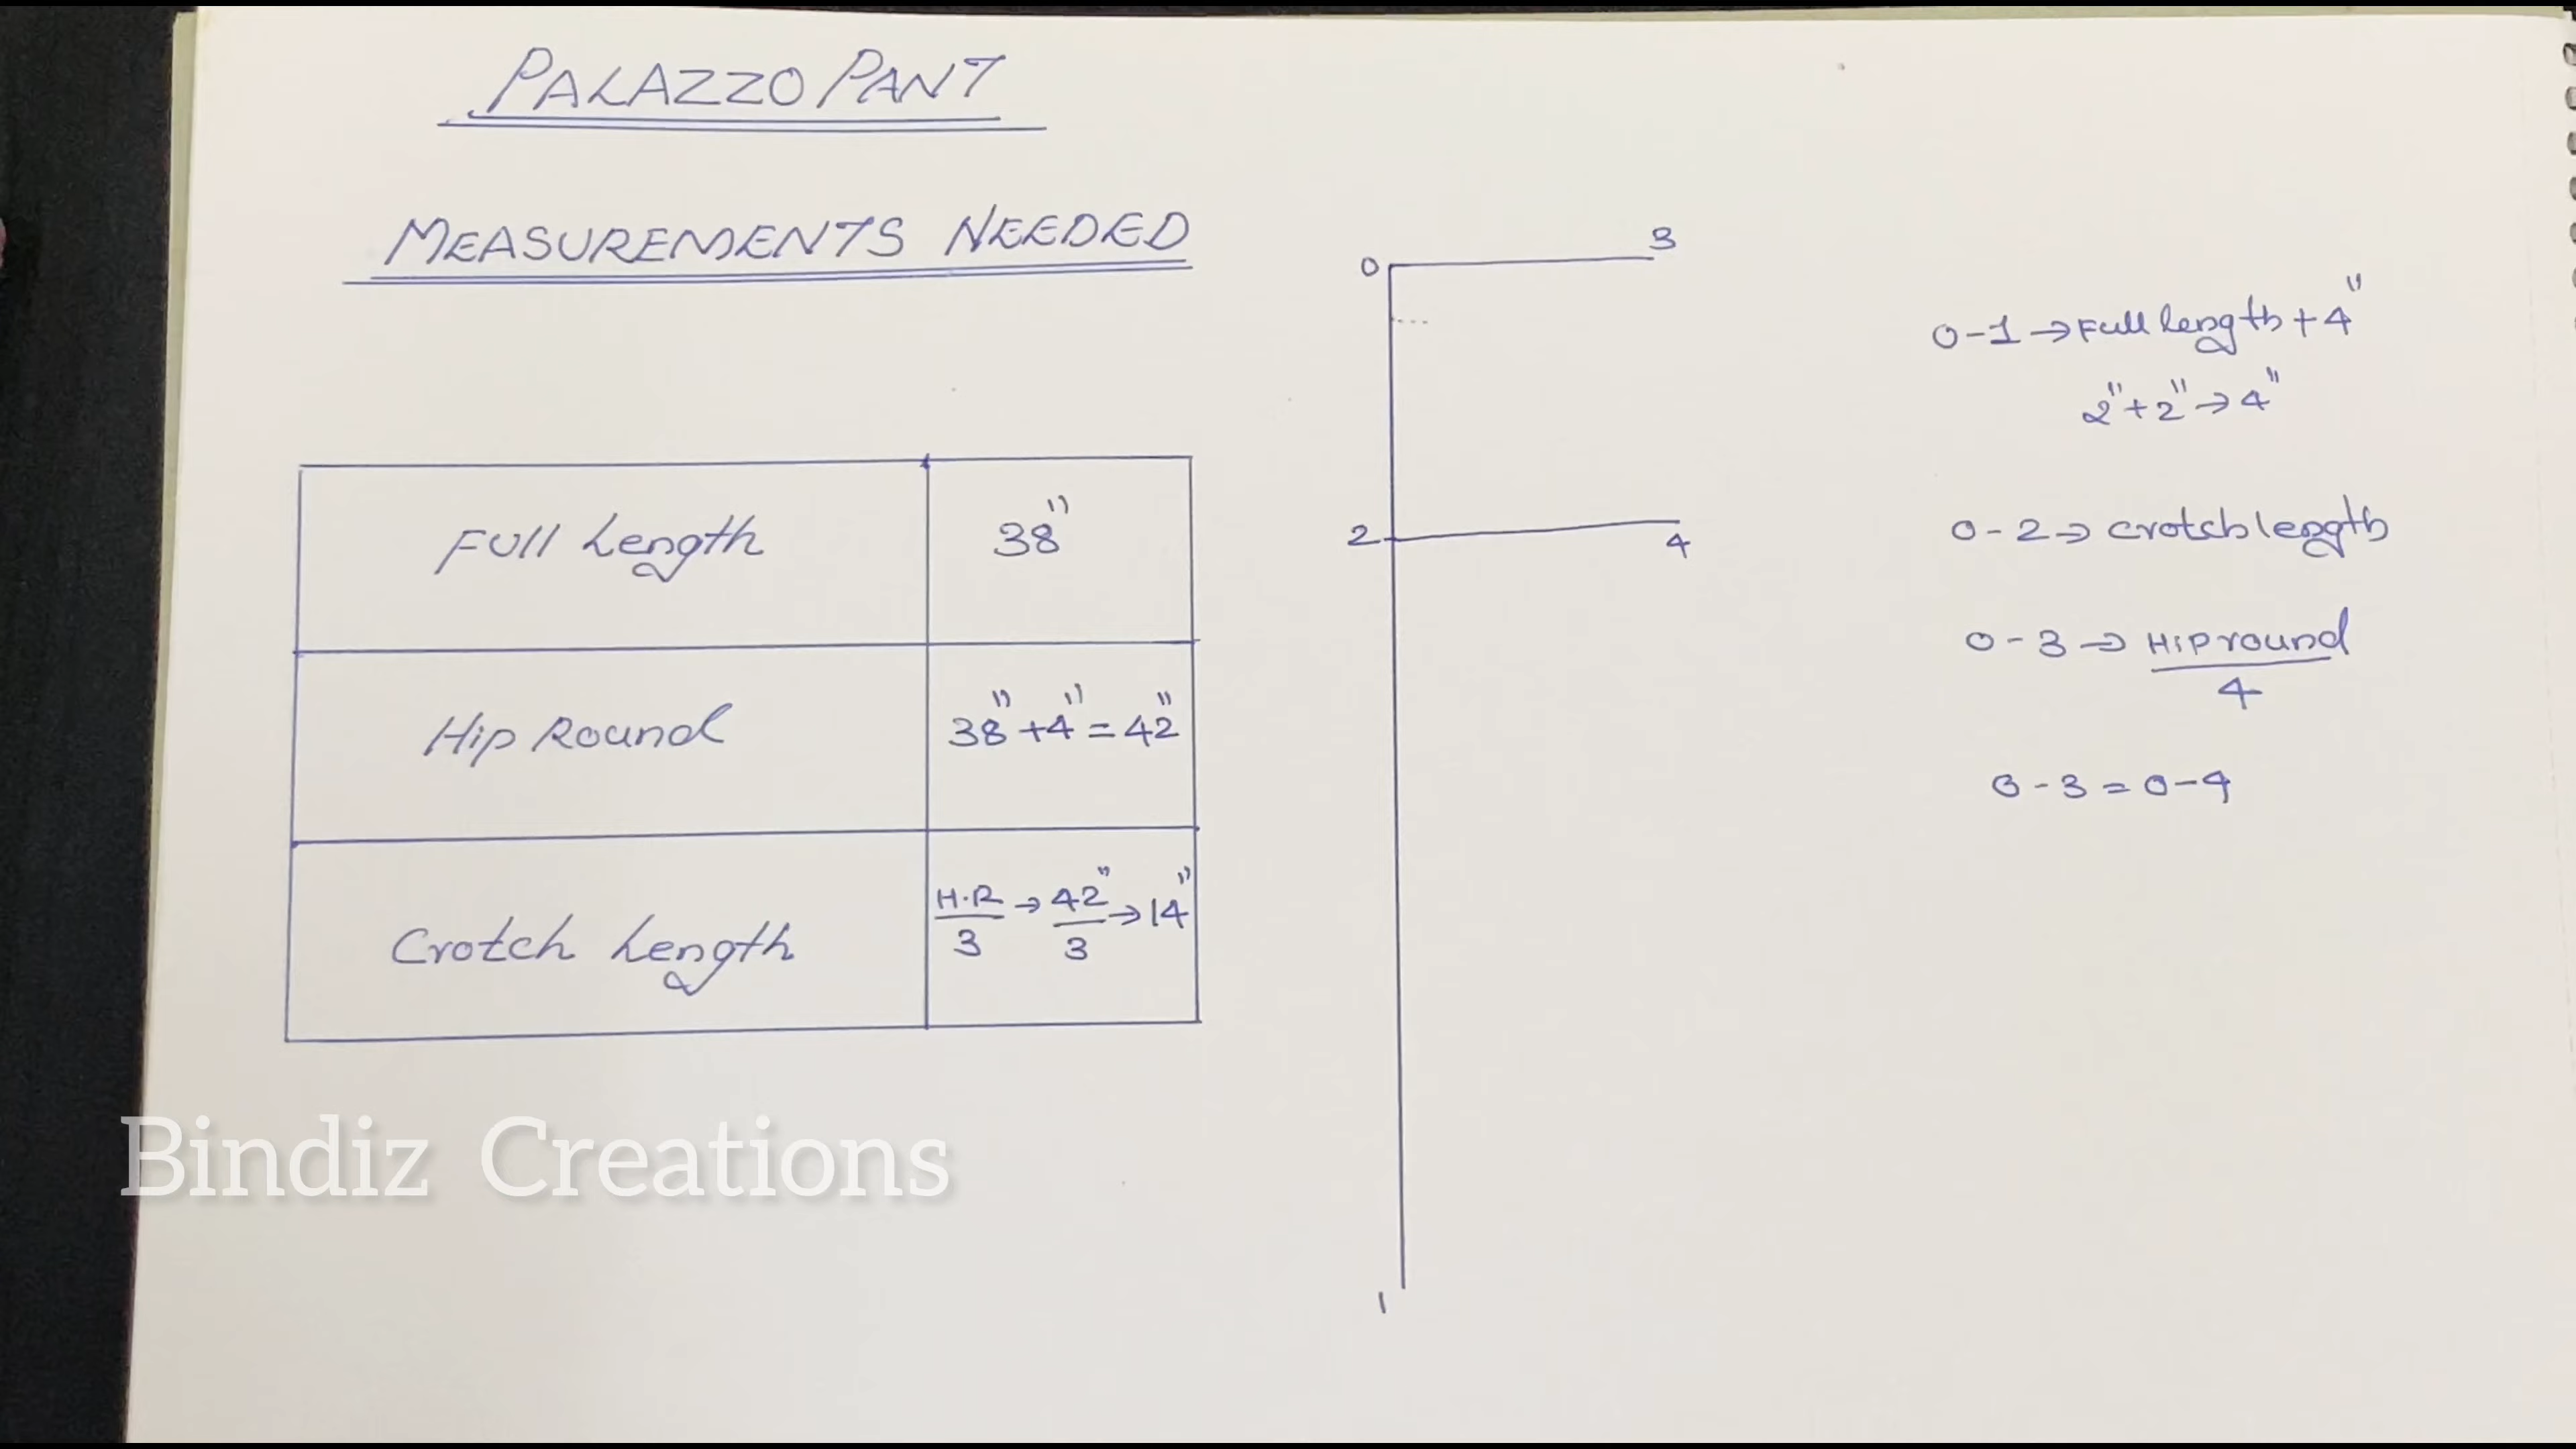 PALAZZO PANT
MEASUREMENTS NEEDED
Full Length 38"
Hip Round 38"+4"=42"
Crotch Length H.R/3→42"/3→14"
0 3
2 4
1
0-1→Full length+4"
2"+2"→4"
0-2→crotch length
0-3→Hip round/4
0-3=0-4
Bindiz Creations